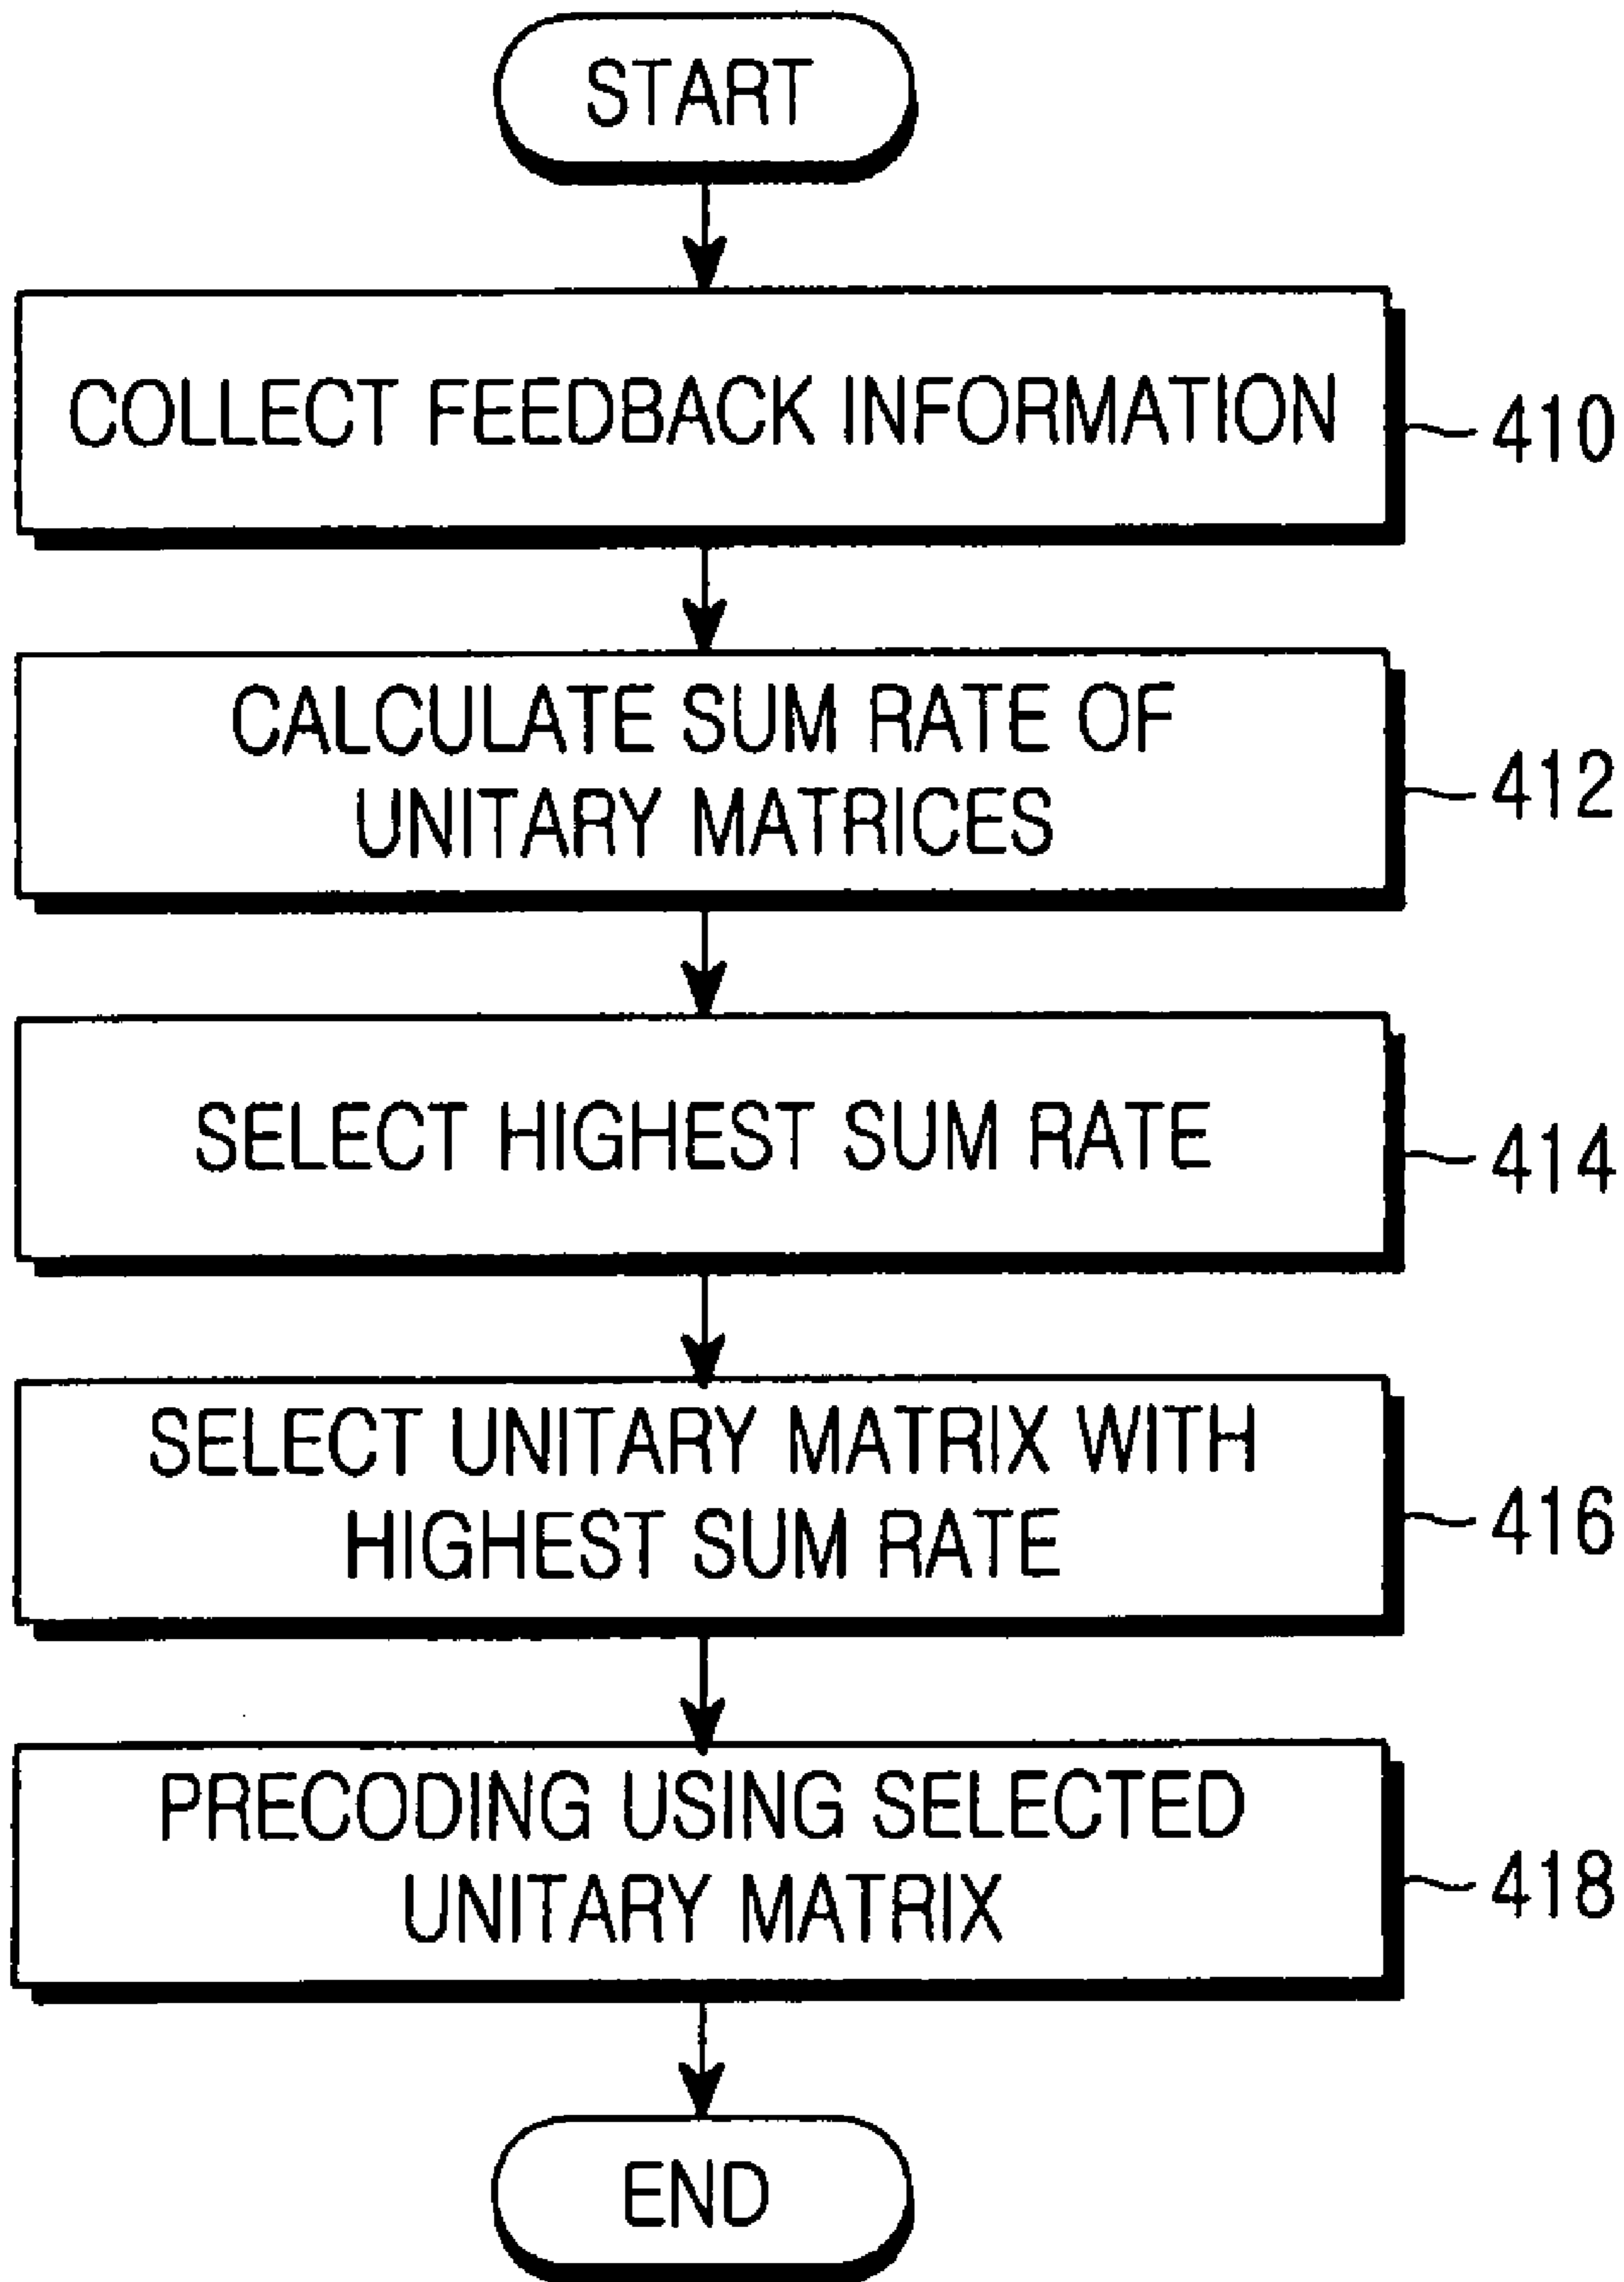 START
COLLECT FEEDBACK INFORMATION
410
CALCULATE SUM RATE OF
UNITARY MATRICES
412
SELECT HIGHEST SUM RATE
414
SELECT UNITARY MATRIX WITH
HIGHEST SUM RATE
416
PRECODING USING SELECTED
UNITARY MATRIX
418
END